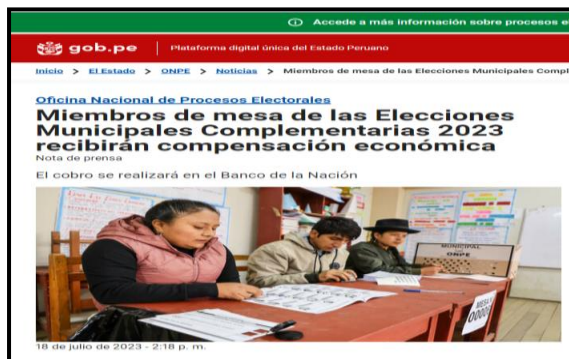 Accede a más información sobre procesos e
gob.pe
Plataforma digital única del Estado Peruano
Inicio > El Estado > ONPE > Noticias > Miembros de mesa de las Elecciones Municipales Compl
Oficina Nacional de Procesos Electorales
Miembros de mesa de las Elecciones
Municipales Complementarias 2023
recibirán compensación económica
Nota de prensa
El cobro se realizará en el Banco de la Nación
MUNICIPAL
ONPE
MESA
18 de julio de 2023 - 2:18 p. m.